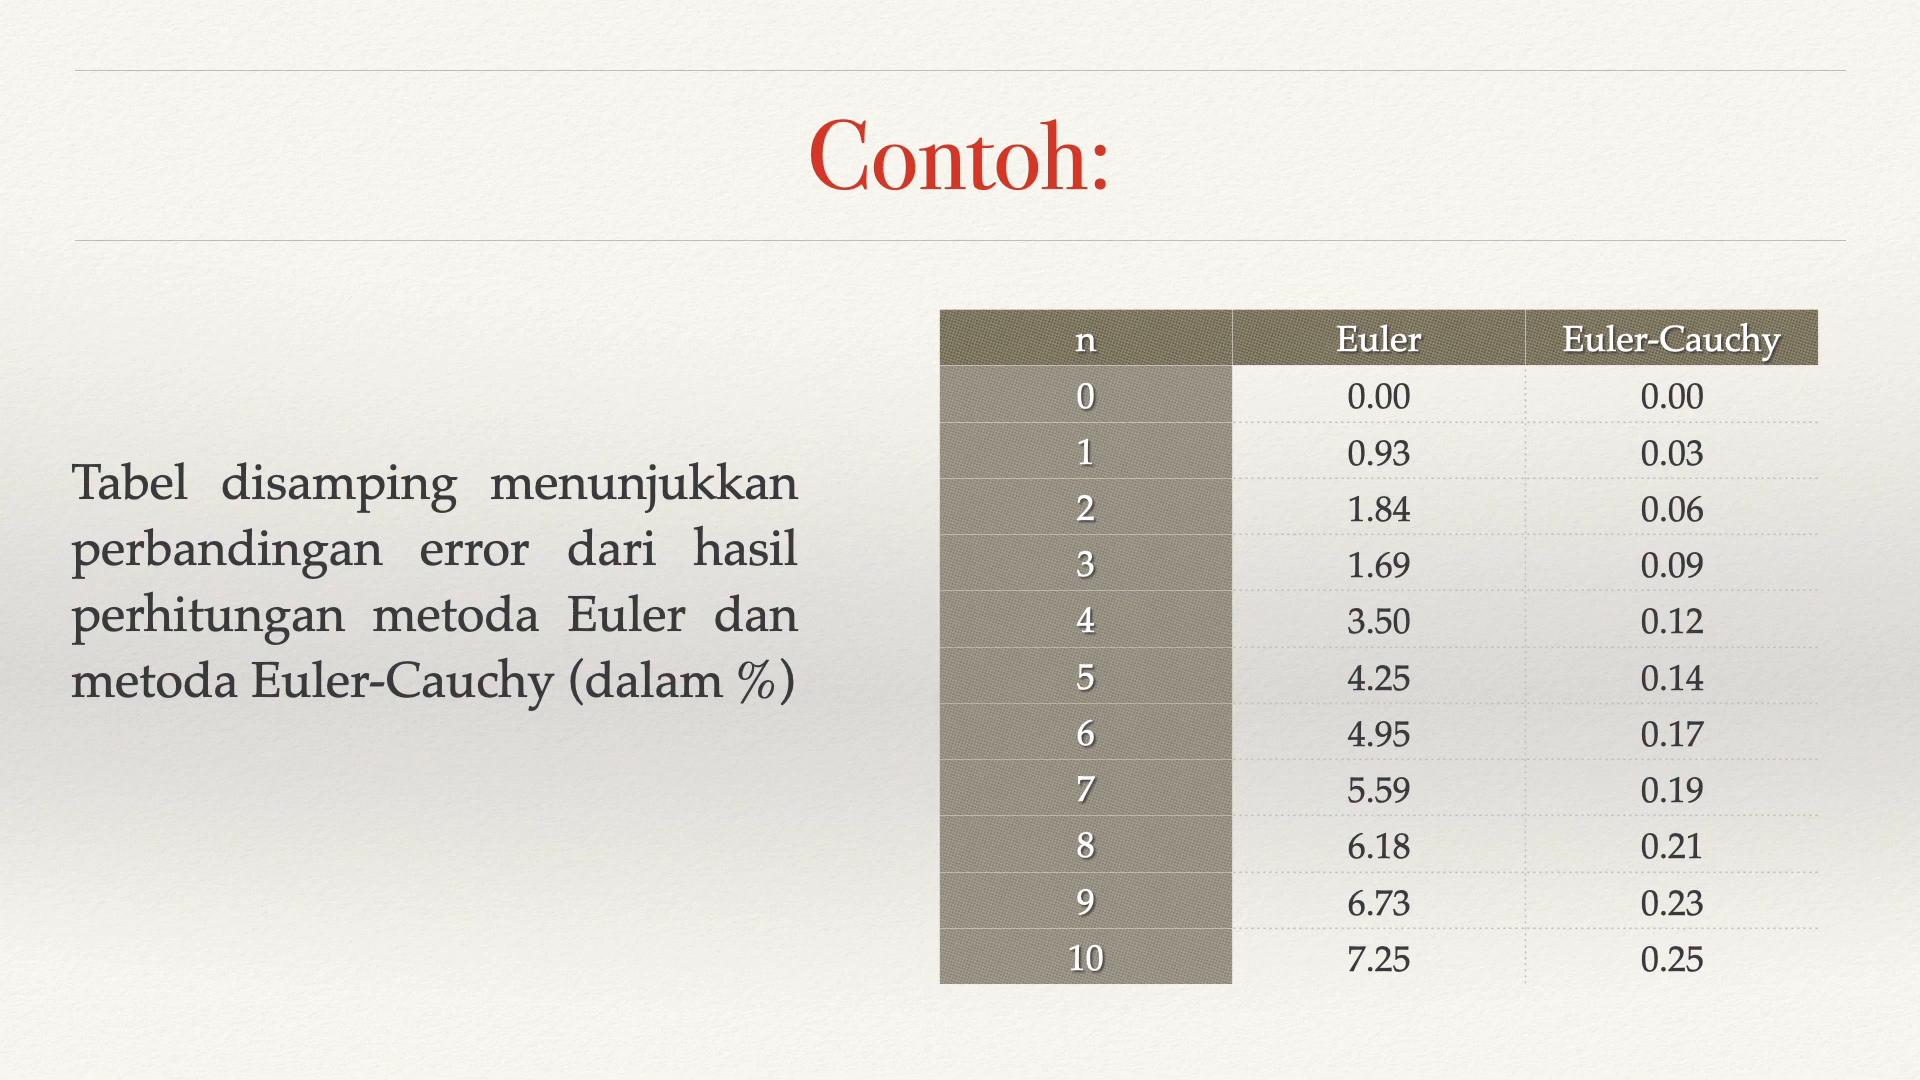 Contoh:
Tabel disamping menunjukkan
perbandingan error dari hasil
perhitungan metoda Euler dan
metoda Euler-Cauchy (dalam %)
n Euler Euler-Cauchy
0 0.00 0.00
1 0.93 0.03
2 1.84 0.06
3 1.69 0.09
4 3.50 0.12
5 4.25 0.14
6 4.95 0.17
7 5.59 0.19
8 6.18 0.21
9 6.73 0.23
10 7.25 0.25